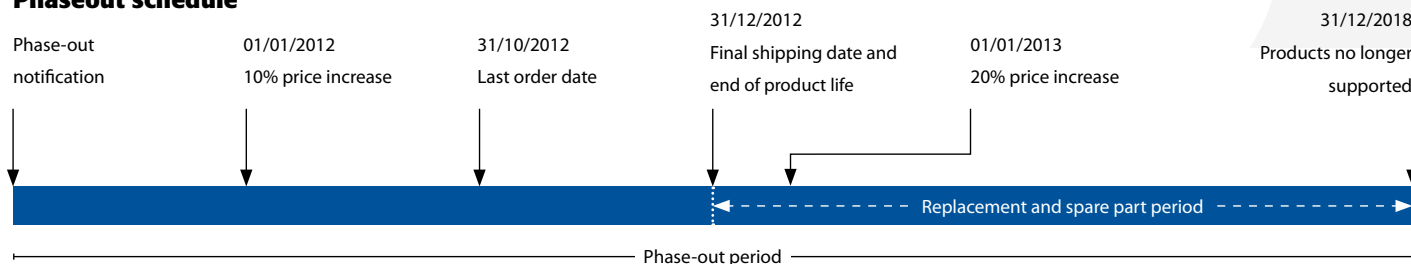 Phaseout schedule
Phase-out
notification
01/01/2012
10% price increase
31/10/2012
Last order date
31/12/2012
Final shipping date and
end of product life
01/01/2013
20% price increase
31/12/2018
Products no longer
supported
Replacement and spare part period
Phase-out period